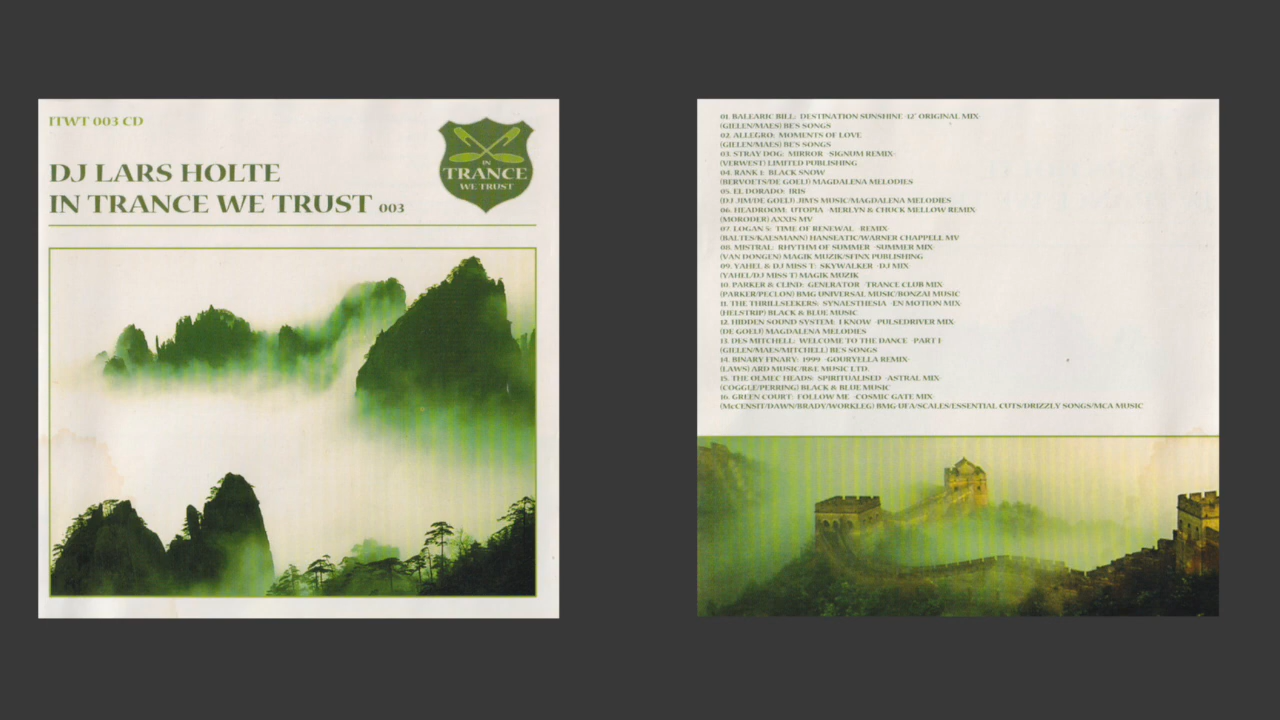 ITWT 003 CD
DJ LARS HOLTE
IN TRANCE WE TRUST 003
IN
TRANCE
WE TRUST
01. BALEARIC BILL: DESTINATION SUNSHINE -12" ORIGINAL MIX-
(GIELEN/MAES) BE'S SONGS
02. ALLEGRO: MOMENTS OF LOVE
(GIELEN/MAES) BE'S SONGS
03. STRAY DOG: MIRROR -SIGNUM REMIX-
(VERWEST) LIMITED PUBLISHING
04. RANK 1: BLACK SNOW
(BERVOETS/DE GOEIJ) MAGDALENA MELODIES
05. EL DORADO: IRIS
(DJ JIM/DE GOEIJ) JIM'S MUSIC/MAGDALENA MELODIES
06. HEADROOM: UTOPIA -MERLYN & CHUCK MELLOW REMIX-
(MORODER) AXXIS MV
07. LOGAN 5: TIME OF RENEWAL -REMIX-
(BALTES/KAESMANN) HANSEATIC/WARNER CHAPPELL MV
08. MISTRAL: RHYTHM OF SUMMER -SUMMER MIX-
(VAN DONGEN) MAGIK MUZIK/SFINX PUBLISHING
09. YAHEL & DJ MISS T: SKYWALKER -DJ MIX-
(YAHEL/DJ MISS T) MAGIK MUZIK
10. PARKER & CLIND: GENERATOR -TRANCE CLUB MIX-
(PARKER/PECLON) BMG UNIVERSAL MUSIC/BONZAI MUSIC
11. THE THRILLSEEKERS: SYNAESTHESIA -EN MOTION MIX-
(HELSTRIP) BLACK & BLUE MUSIC
12. HIDDEN SOUND SYSTEM: I KNOW -PULSEDRIVER MIX-
(DE GOEIJ) MAGDALENA MELODIES
13. DES MITCHELL: WELCOME TO THE DANCE -PART 1-
(GIELEN/MAES/MITCHELL) BE'S SONGS
14. BINARY FINARY: 1999 -GOURYELLA REMIX-
(LAWS) ARD MUSIC/R&E MUSIC LTD.
15. THE OLMEC HEADS: SPIRITUALISED -ASTRAL MIX-
(COGGLE/PERRING) BLACK & BLUE MUSIC
16. GREEN COURT: FOLLOW ME -COSMIC GATE MIX-
(McCENSIT/DAWN/BRADY/WORKLEG) BMG-UFA/SCALES/ESSENTIAL CUTS/DRIZZLY SONGS/MCA MUSIC